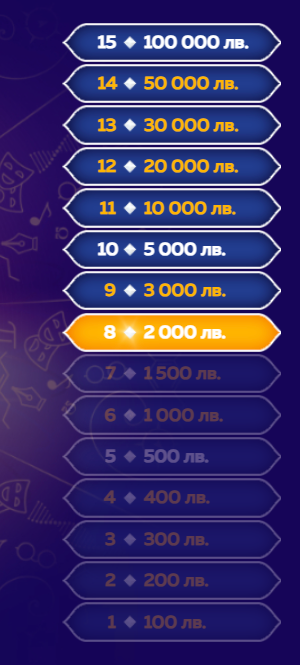 15 ◆ 100 000 лв.
14 ◆ 50 000 лв.
13 ◆ 30 000 лв.
12 ◆ 20 000 лв.
11 ◆ 10 000 лв.
10 ◆ 5 000 лв.
9 ◆ 3 000 лв.
8 ◆ 2 000 лв.
7 ◆ 1 500 лв.
6 ◆ 1 000 лв.
5 ◆ 500 лв.
4 ◆ 400 лв.
3 ◆ 300 лв.
2 ◆ 200 лв.
1 ◆ 100 лв.